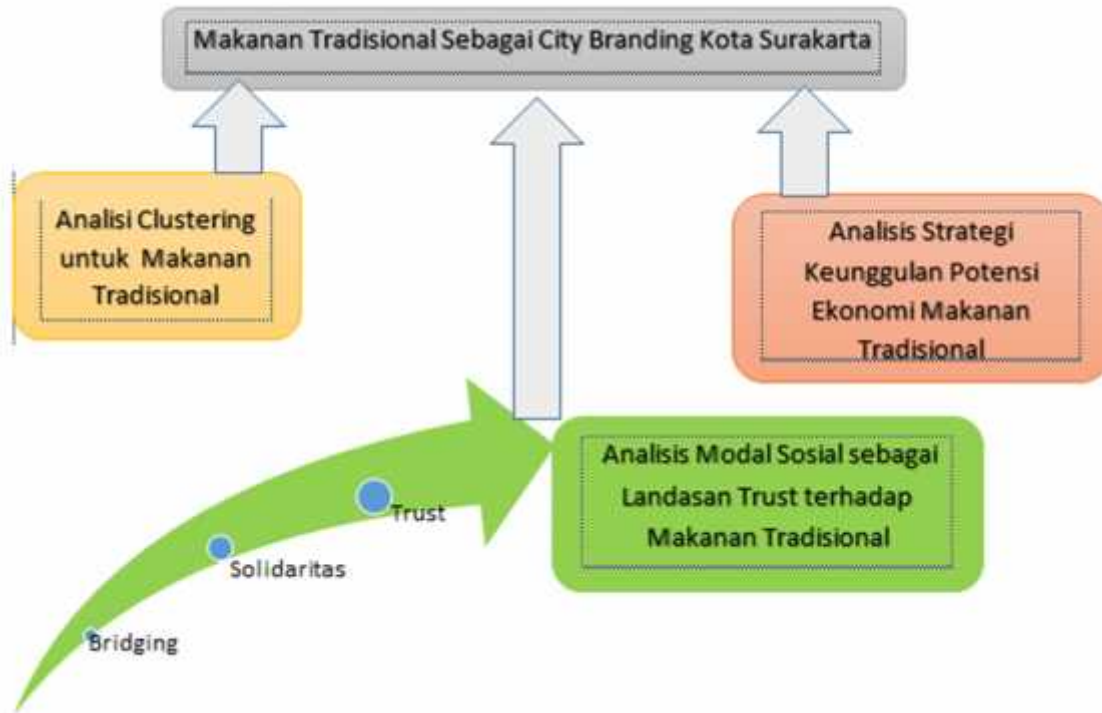 Makanan Tradisional Sebagai City Branding Kota Surakarta
Analisi Clustering
untuk Makanan
Tradisional
Analisis Strategi
Keunggulan Potensi
Ekonomi Makanan
Tradisional
Analisis Modal Sosial sebagai
Landasan Trust terhadap
Makanan Tradisional
Trust
Solidaritas
Bridging